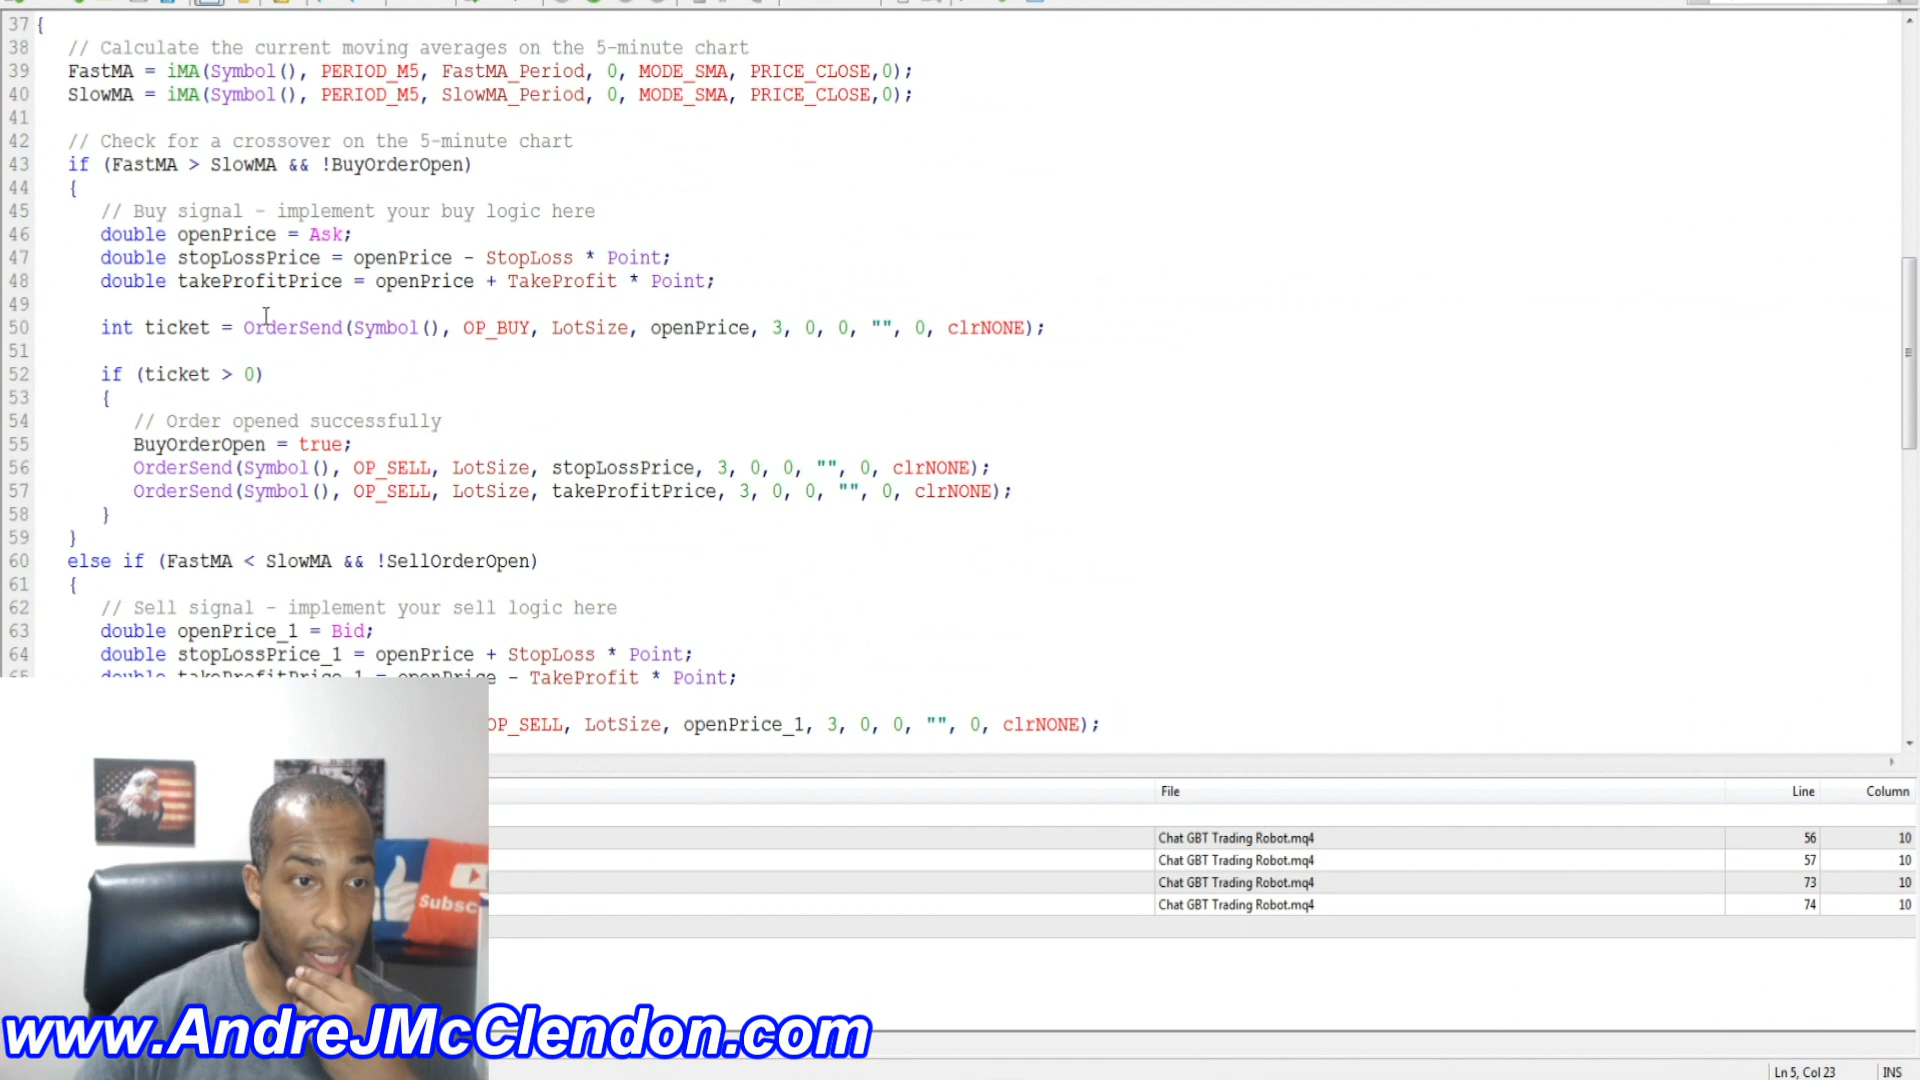 37 {
38 // Calculate the current moving averages on the 5-minute chart
39 FastMA = iMA(Symbol(), PERIOD_M5, FastMA_Period, 0, MODE_SMA, PRICE_CLOSE,0);
40 SlowMA = iMA(Symbol(), PERIOD_M5, SlowMA_Period, 0, MODE_SMA, PRICE_CLOSE,0);
41
42 // Check for a crossover on the 5-minute chart
43 if (FastMA > SlowMA && !BuyOrderOpen)
44 {
45 // Buy signal - implement your buy logic here
46 double openPrice = Ask;
47 double stopLossPrice = openPrice - StopLoss * Point;
48 double takeProfitPrice = openPrice + TakeProfit * Point;
49
50 int ticket = OrderSend(Symbol(), OP_BUY, LotSize, openPrice, 3, 0, 0, "", 0, clrNONE);
51
52 if (ticket > 0)
53 {
54 // Order opened successfully
55 BuyOrderOpen = true;
56 OrderSend(Symbol(), OP_SELL, LotSize, stopLossPrice, 3, 0, 0, "", 0, clrNONE);
57 OrderSend(Symbol(), OP_SELL, LotSize, takeProfitPrice, 3, 0, 0, "", 0, clrNONE);
58 }
59 }
60 else if (FastMA < SlowMA && !SellOrderOpen)
61 {
62 // Sell signal - implement your sell logic here
63 double openPrice_1 = Bid;
64 double stopLossPrice_1 = openPrice + StopLoss * Point;
- TakeProfit * Point;
OP_SELL, LotSize, openPrice_1, 3, 0, 0, "", 0, clrNONE);
File Line Column
Chat GBT Trading Robot.mq4 56 10
Chat GBT Trading Robot.mq4 57 10
Chat GBT Trading Robot.mq4 73 10
Chat GBT Trading Robot.mq4 74 10
Subsc
www.AndreJMcClendon.com
Ln 5, Col 23 INS